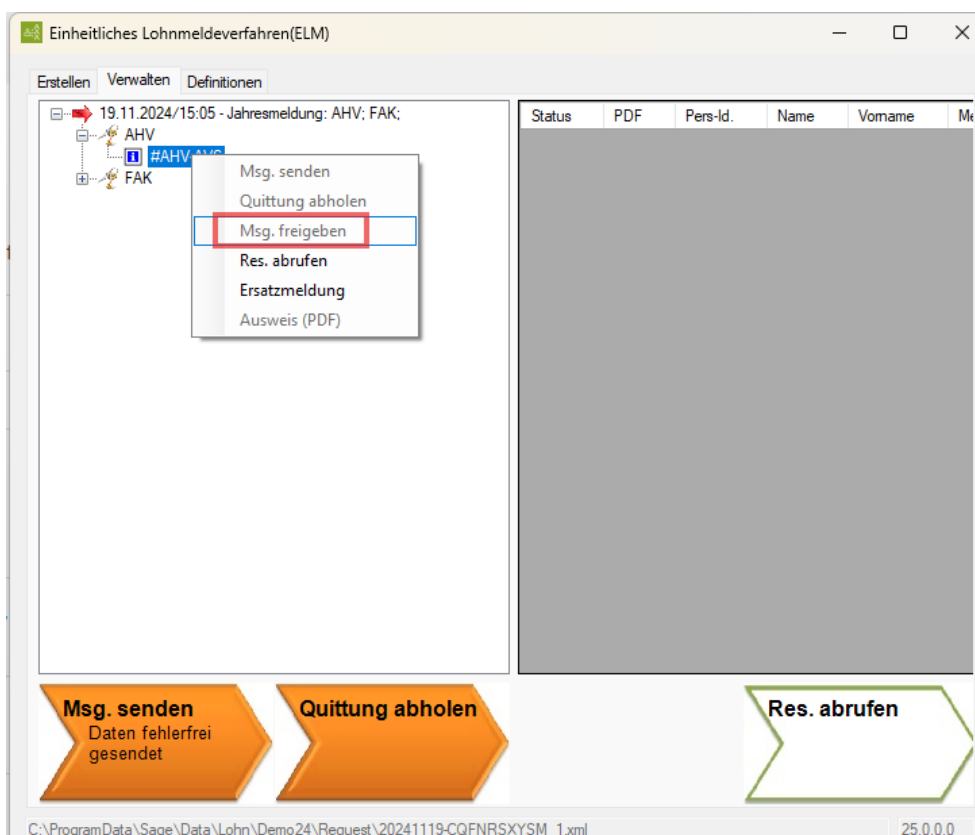 Einheitliches Lohnmeldeverfahren(ELM)
Erstellen Verwalten Definitionen
19.11.2024/15:05 - Jahresmeldung: AHV; FAK;
AHV
#AHV-AVS
FAK
Msg. senden
Quittung abholen
Msg. freigeben
Res. abrufen
Ersatzmeldung
Ausweis (PDF)
Status PDF Pers-Id. Name Vorname
Msg. senden
Daten fehlerfrei
gesendet
Quittung abholen
Res. abrufen
C:\ProgramData\Sage\Data\Lohn\Demo24\Request\20241119-CQFNRSXYSM_1.xml 25.0.0.0